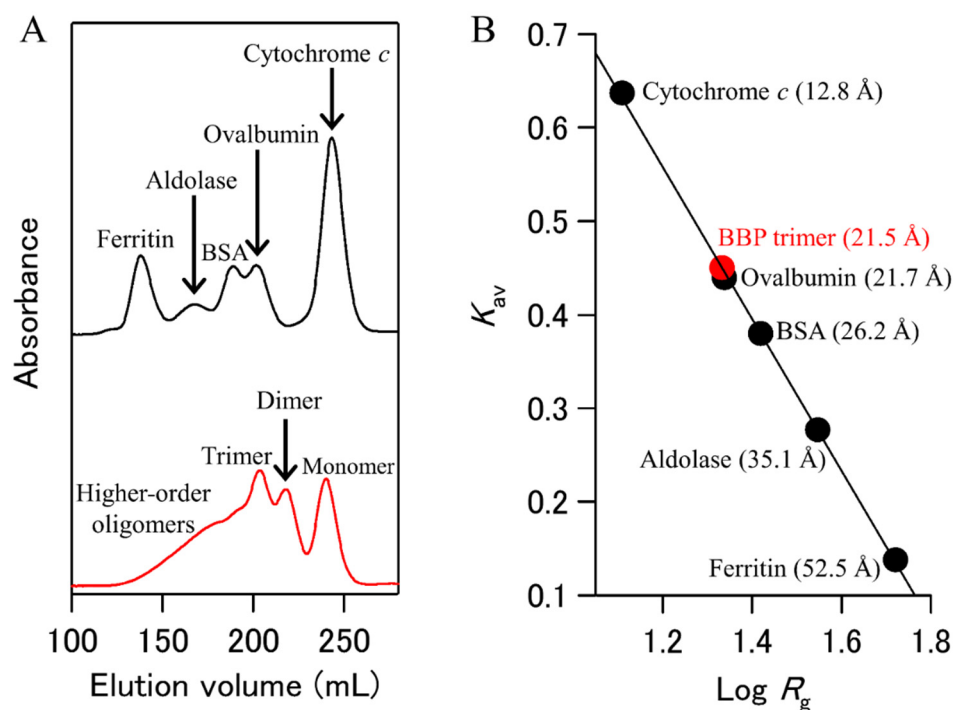 A
Cytochrome c
Ovalbumin
Aldolase
Ferritin
BSA
Absorbance
Dimer
Trimer
Monomer
Higher-order
oligomers
100
150
200
250
Elution volume (mL)
B
0.7
0.6
0.5
0.4
0.3
0.2
0.1
Kav
Cytochrome c (12.8 Å)
BBP trimer (21.5 Å)
Ovalbumin (21.7 Å)
BSA (26.2 Å)
Aldolase (35.1 Å)
Ferritin (52.5 Å)
1.2
1.4
1.6
1.8
Log Rg